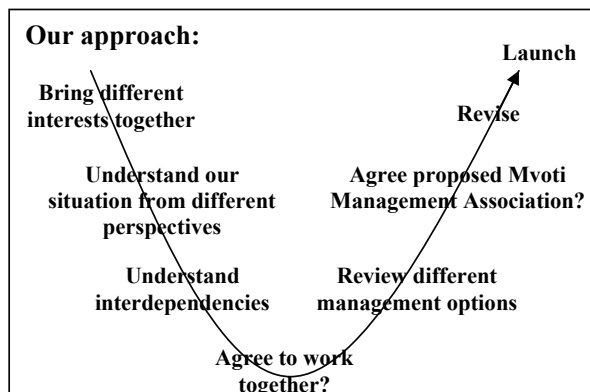 Our approach:
Bring different
interests together
Understand our
situation from different
perspectives
Understand
interdependencies
Agree to work
together?
Review different
management options
Agree proposed Mvoti
Management Association?
Revise
Launch